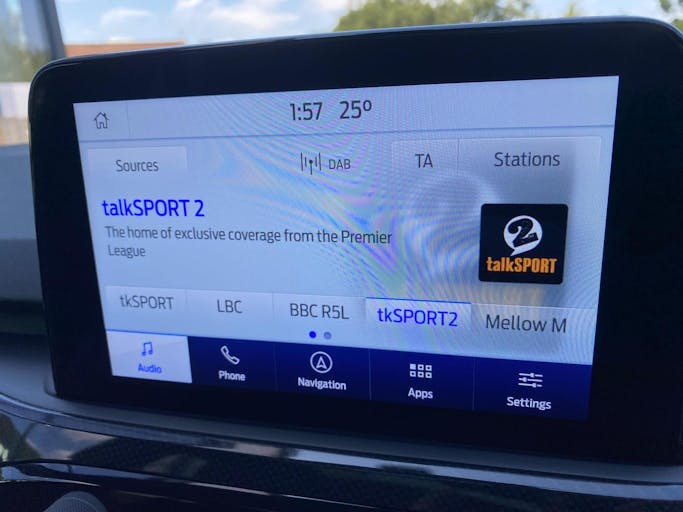 1:57 25º
Sources
DAB
TA
Stations
talkSPORT 2
The home of exclusive coverage from the Premier
League
2
talkSPORT
tkSPORT
LBC
BBC R5L
tkSPORT2
Mellow M
Audio
Phone
Navigation
Apps
Settings